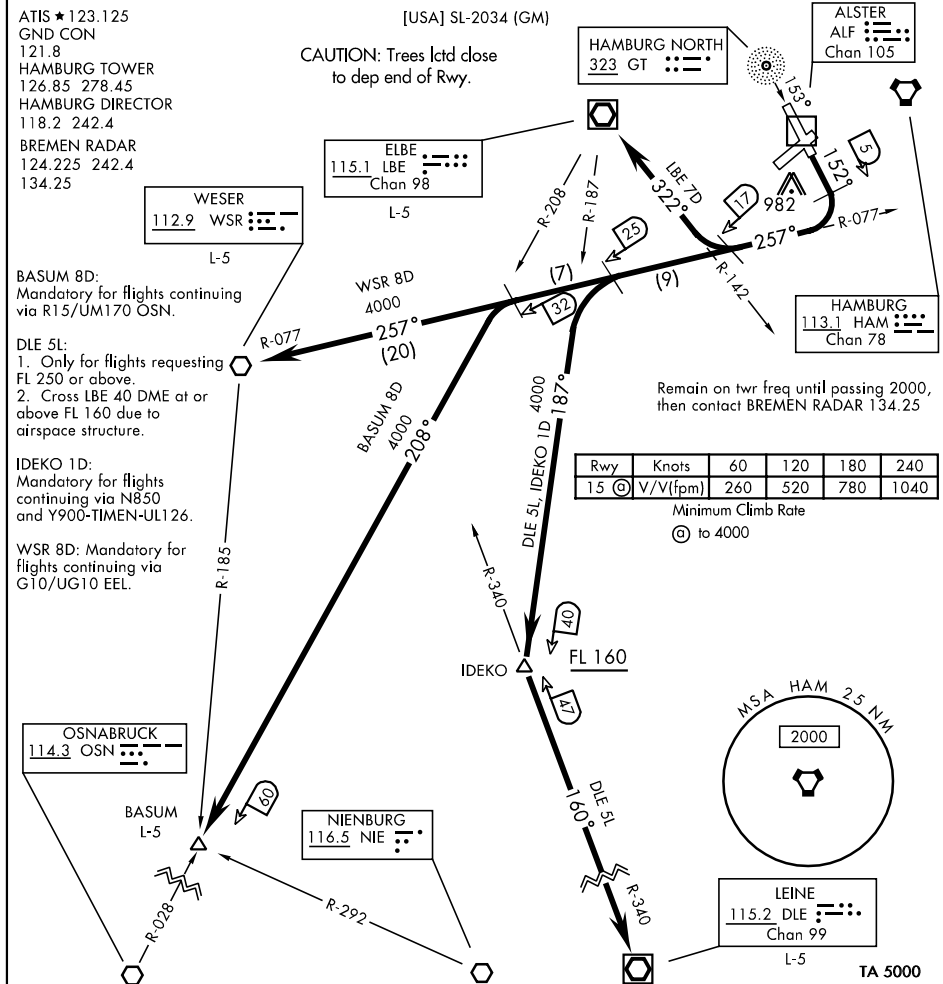 ATIS ★ 123.125
GND CON
121.8
HAMBURG TOWER
126.85 278.45
HAMBURG DIRECTOR
118.2 242.4
BREMEN RADAR
124.225 242.4
134.25
[USA] SL-2034 (GM)
CAUTION: Trees lctd close
to dep end of Rwy.
HAMBURG NORTH
323 GT
ALSTER
ALF
Chan 105
153°
5
152°
ELBE
115.1 LBE
Chan 98
L-5
LBE 7D
322°
R-208
R-187
17
982
R-077
257°
25
(9)
(7)
32
R-142
WESER
112.9 WSR
L-5
WSR 8D
4000
257°
(20)
R-077
HAMBURG
113.1 HAM
Chan 78
BASUM 8D:
Mandatory for flights continuing
via R15/UM170 OSN.
DLE 5L:
1. Only for flights requesting
FL 250 or above.
2. Cross LBE 40 DME at or
above FL 160 due to
airspace structure.
IDEKO 1D:
Mandatory for flights
continuing via N850
and Y900-TIMEN-UL126.
WSR 8D: Mandatory for
flights continuing via
G10/UG10 EEL.
R-185
BASUM 8D
4000
208°
DLE 5L, IDEKO 1D 4000
187°
Remain on twr freq until passing 2000,
then contact BREMEN RADAR 134.25
Rwy Knots 60 120 180 240
15 ⓐ V/V(fpm) 260 520 780 1040
Minimum Climb Rate
ⓐ to 4000
R-340
40
IDEKO
FL 160
47
DLE 5L
160°
R-340
MSA HAM 25 NM
2000
OSNABRUCK
114.3 OSN
BASUM
L-5
60
NIENBURG
116.5 NIE
R-028
R-292
LEINE
115.2 DLE
Chan 99
L-5
TA 5000